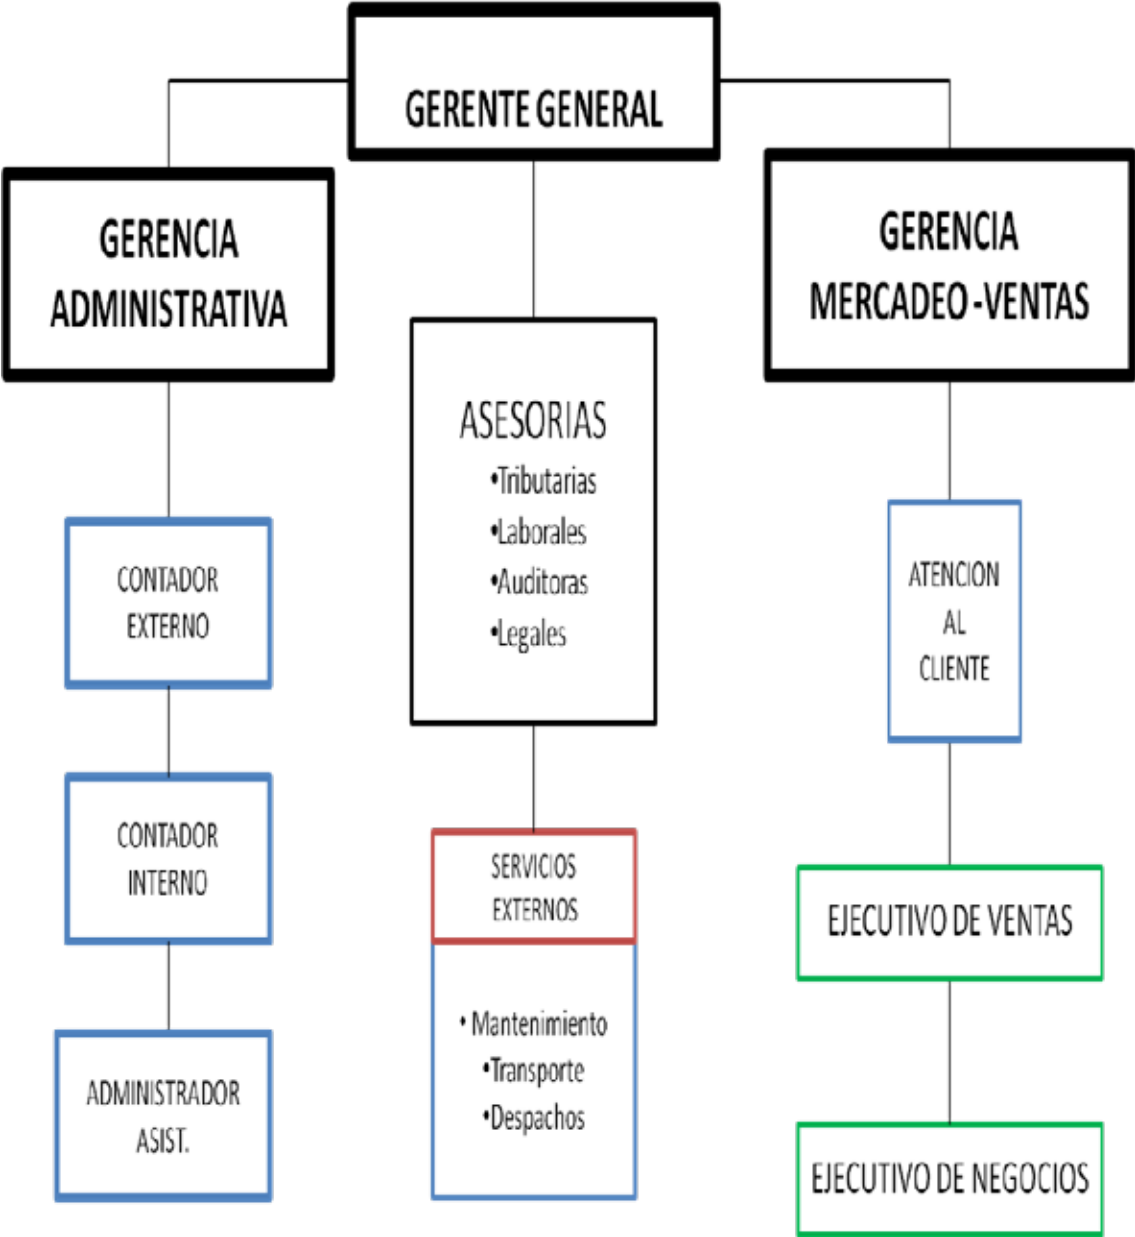 GERENTE GENERAL
GERENCIA
ADMINISTRATIVA
GERENCIA
MERCADEO -VENTAS
ASESORIAS
•Tributarias
•Laborales
•Auditoras
•Legales
CONTADOR
EXTERNO
ATENCION
AL
CLIENTE
CONTADOR
INTERNO
SERVICIOS
EXTERNOS
• Mantenimiento
•Transporte
•Despachos
EJECUTIVO DE VENTAS
ADMINISTRADOR
ASIST.
EJECUTIVO DE NEGOCIOS